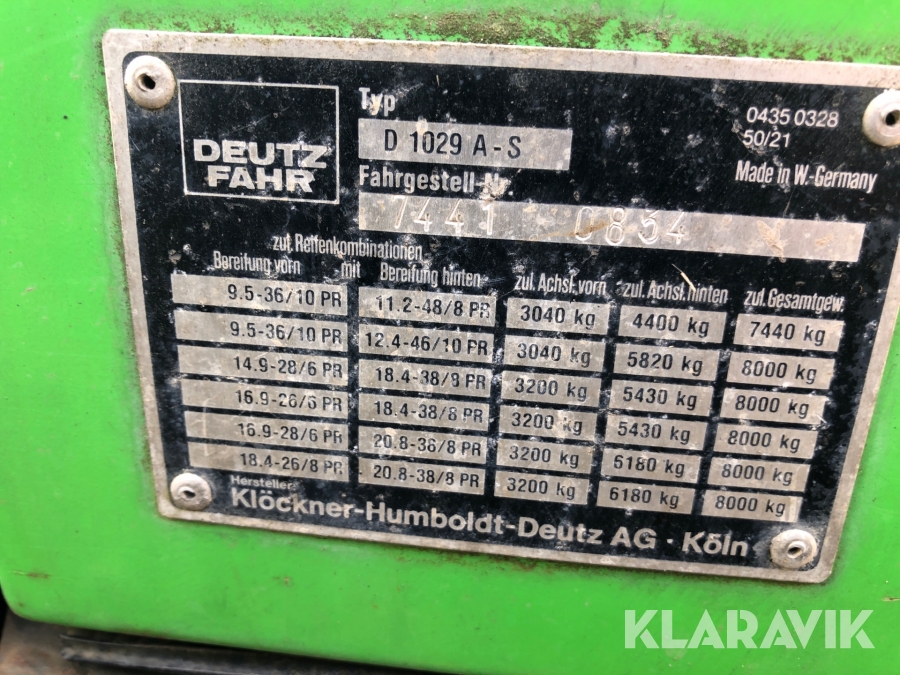 DEUTZ
FAHR
Typ
D 1029 A-S
Fahrgestell-Nr.
7441 0834
0435 0328
50/21
Made in W.-Germany
zul. Reifenkombinationen
Bereifung vorn mit Bereifung hinten zul. Achsl. vorn zul. Achsl. hinten zul. Gesamtgew.
9.5-36/10 PR 11.2-48/8 PR 3040 kg 4400 kg 7440 kg
9.5-36/10 PR 12.4-46/10 PR 3040 kg 5820 kg 8000 kg
14.9-28/6 PR 18.4-38/8 PR 3200 kg 5430 kg 8000 kg
16.9-26/6 PR 18.4-38/8 PR 3200 kg 5430 kg 8000 kg
16.9-28/6 PR 20.8-38/8 PR 3200 kg 6180 kg 8000 kg
18.4-26/8 PR 20.8-38/8 PR 3200 kg 6180 kg 8000 kg
Hersteller:
Klöckner-Humboldt-Deutz AG · Köln
KLARAVIK